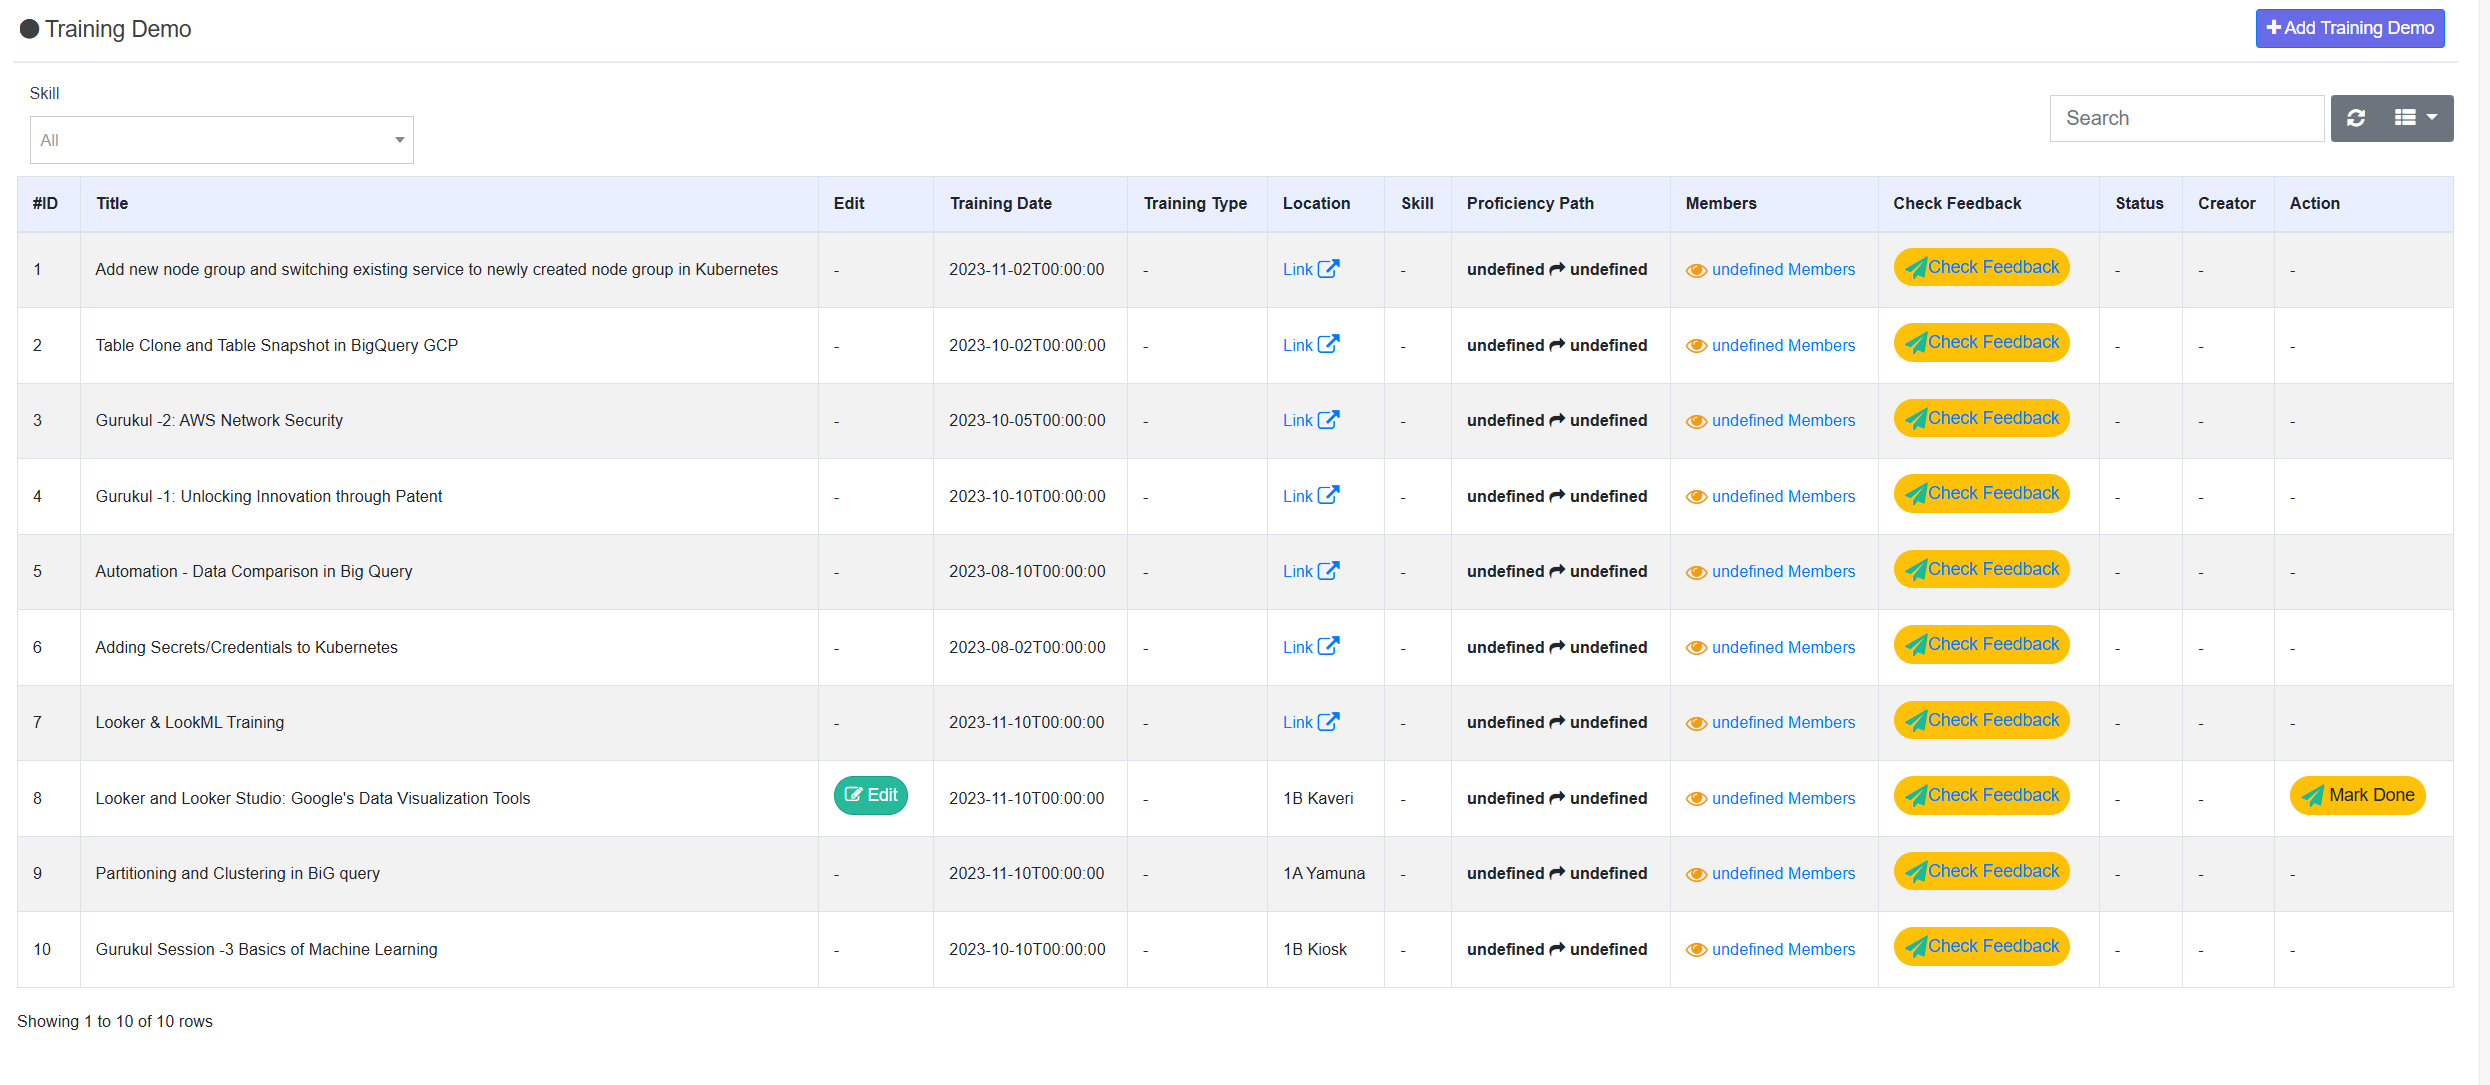 Training Demo
Add Training Demo
Skill
All
Search
#ID Title Edit Training Date Training Type Location Skill Proficiency Path Members Check Feedback Status Creator Action
1 Add new node group and switching existing service to newly created node group in Kubernetes - 2023-11-02T00:00:00 - Link - undefined undefined undefined Members Check Feedback - - -
2 Table Clone and Table Snapshot in BigQuery GCP - 2023-10-02T00:00:00 - Link - undefined undefined undefined Members Check Feedback - - -
3 Gurukul -2: AWS Network Security - 2023-10-05T00:00:00 - Link - undefined undefined undefined Members Check Feedback - - -
4 Gurukul -1: Unlocking Innovation through Patent - 2023-10-10T00:00:00 - Link - undefined undefined undefined Members Check Feedback - - -
5 Automation - Data Comparison in Big Query - 2023-08-10T00:00:00 - Link - undefined undefined undefined Members Check Feedback - - -
6 Adding Secrets/Credentials to Kubernetes - 2023-08-02T00:00:00 - Link - undefined undefined undefined Members Check Feedback - - -
7 Looker & LookML Training - 2023-11-10T00:00:00 - Link - undefined undefined undefined Members Check Feedback - - -
8 Looker and Looker Studio: Google's Data Visualization Tools Edit 2023-11-10T00:00:00 - 1B Kaveri - undefined undefined undefined Members Check Feedback - - Mark Done
9 Partitioning and Clustering in BiG query - 2023-11-10T00:00:00 - 1A Yamuna - undefined undefined undefined Members Check Feedback - - -
10 Gurukul Session -3 Basics of Machine Learning - 2023-10-10T00:00:00 - 1B Kiosk - undefined undefined undefined Members Check Feedback - - -
Showing 1 to 10 of 10 rows